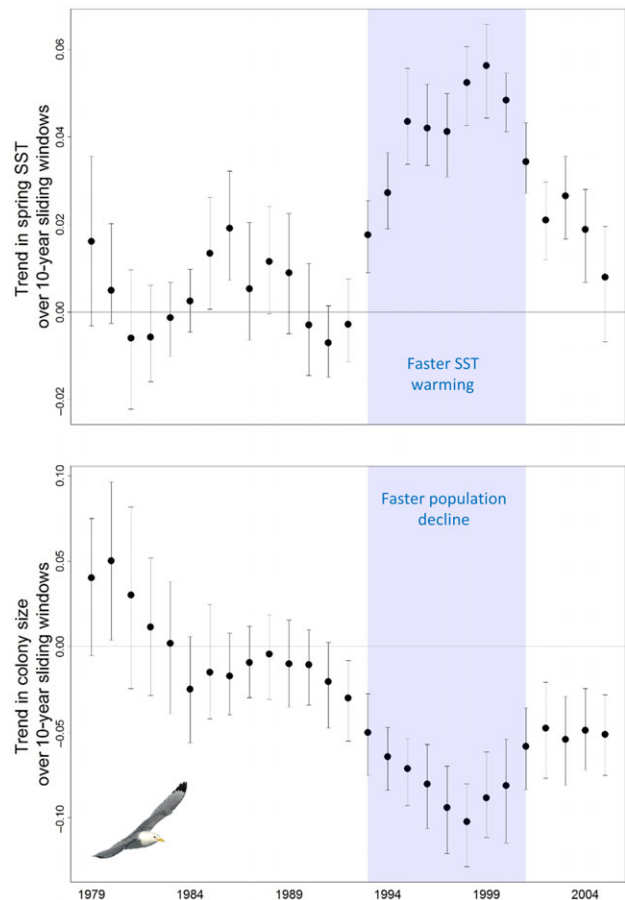 Trend in spring SST
over 10-year sliding windows
0.06
0.04
0.02
0.00
−0.02
Faster SST
warming
Trend in colony size
over 10-year sliding windows
0.10
0.05
0.00
−0.05
−0.10
Faster population
decline
1979
1984
1989
1994
1999
2004